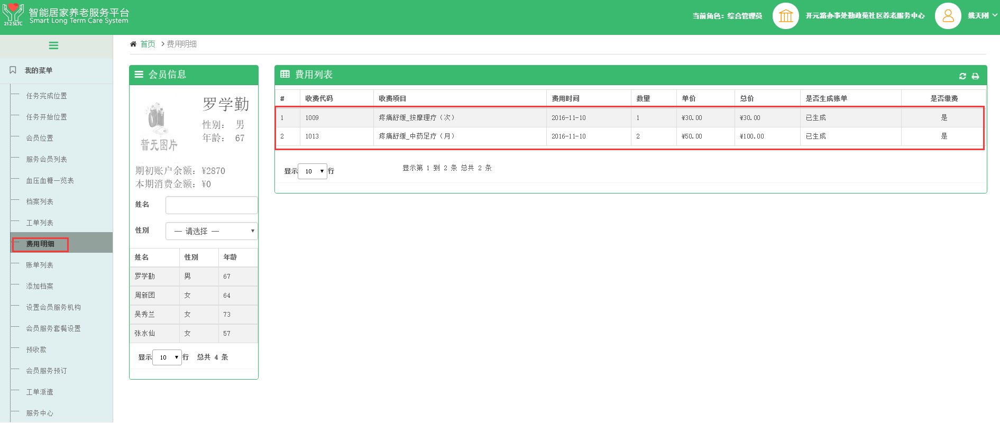 智能居家养老服务平台
Smart Long Term Care System
212SLTC
当前角色：综合管理员
开元路办事处勤政苑社区养老服务中心
姚天刚
首页 > 费用明细
我的菜单
任务完成位置
任务开始位置
会员位置
服务会员列表
血压血糖一览表
档案列表
工单列表
费用明细
账单列表
添加档案
设置会员服务机构
会员服务套餐设置
预收款
会员服务预订
工单派遣
服务中心
会员信息
暂无图片
罗学勤
性别： 男
年龄： 67
期初账户余额：¥2870
本期消费金额：¥0
姓名
性别 — 请选择 —
姓名 性别 年龄
罗学勤 男 67
周新团 女 64
吴秀兰 女 73
张水仙 女 57
显示 10 行 总共 4 条
费用列表
# 收费代码 收费项目 费用时间 数量 单价 总价 是否生成账单 是否缴费
1 1009 疼痛舒缓_按摩理疗（次） 2016-11-10 1 ¥30.00 ¥30.00 已生成 是
2 1013 疼痛舒缓_中药足疗（月） 2016-11-10 2 ¥50.00 ¥100.00 已生成 是
显示 10 行 显示第 1 到 2 条 总共 2 条